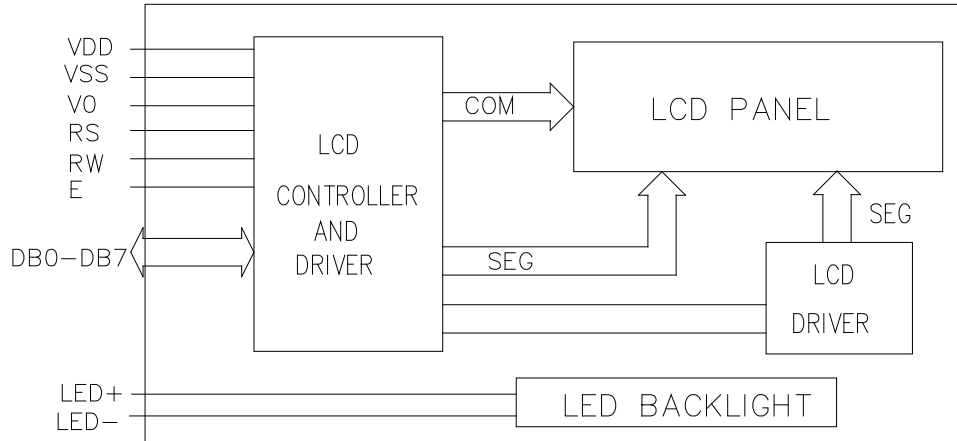 VDD
VSS
VO
RS
RW
E
DB0-DB7
LED+
LED-
LCD
CONTROLLER
AND
DRIVER
COM
SEG
LCD PANEL
SEG
LCD
DRIVER
LED BACKLIGHT